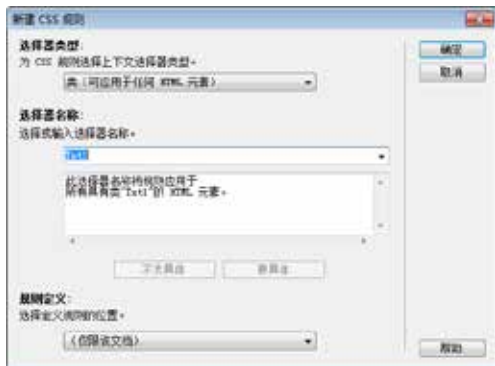 新建 CSS 规则
选择器类型:
为 CSS 规则选择上下文选择器类型。
类（可应用于任何 HTML 元素）
确定
取消
选择器名称:
选择或输入选择器名称。
Txt1
此选择器名称将规则应用于
所有具有类“Txt1”的 HTML 元素。
不太具体
更具体
规则定义:
选择定义规则的位置。
（仅限该文档）
帮助